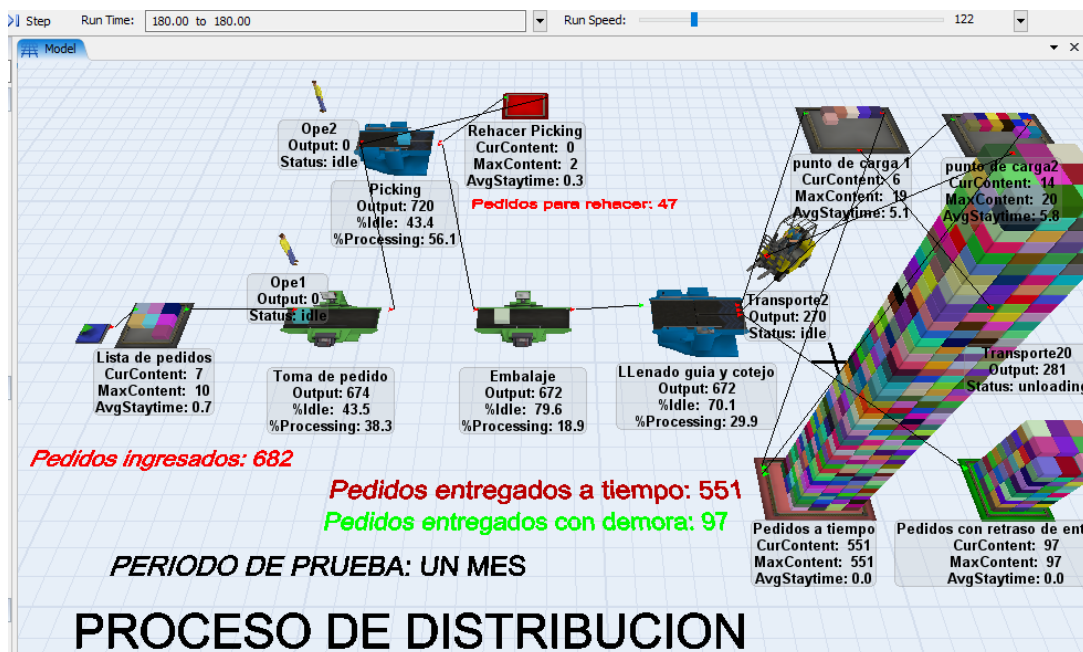 Step Run Time: 180.00 to 180.00 Run Speed: 122
Model
Ope2
Output: 0
Status: idle
Picking
Output: 720
%Idle: 43.4
%Processing: 56.1
Rehacer Picking
CurContent: 0
MaxContent: 2
AvgStaytime: 0.3
Pedidos para rehacer: 47
punto de carga 1
CurContent: 6
MaxContent: 19
AvgStaytime: 5.1
punto de carga2
CurContent: 14
MaxContent: 20
AvgStaytime: 5.8
Ope1
Output: 0
Status: idle
Transporte2
Output: 270
Status: idle
Lista de pedidos
CurContent: 7
MaxContent: 10
AvgStaytime: 0.7
Toma de pedido
Output: 674
%Idle: 43.5
%Processing: 38.3
Embalaje
Output: 672
%Idle: 79.6
%Processing: 18.9
LLenado guia y cotejo
Output: 672
%Idle: 70.1
%Processing: 29.9
Transporte20
Output: 281
Status: unloading
Pedidos ingresados: 682
Pedidos entregados a tiempo: 551
Pedidos entregados con demora: 97
Pedidos a tiempo
CurContent: 551
MaxContent: 551
AvgStaytime: 0.0
Pedidos con retraso de ent
CurContent: 97
MaxContent: 97
AvgStaytime: 0.0
PERIODO DE PRUEBA: UN MES
PROCESO DE DISTRIBUCION